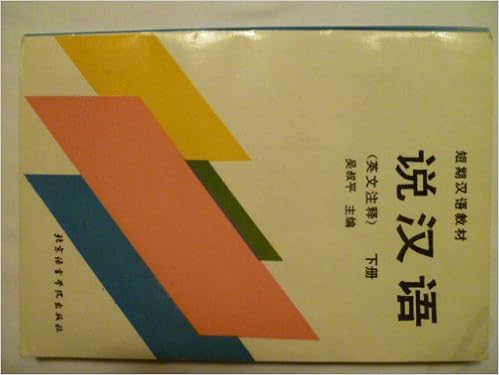 短期汉语教材
说汉语
（英文注释） 下册
吴叔平 主编
北京语言学院出版社